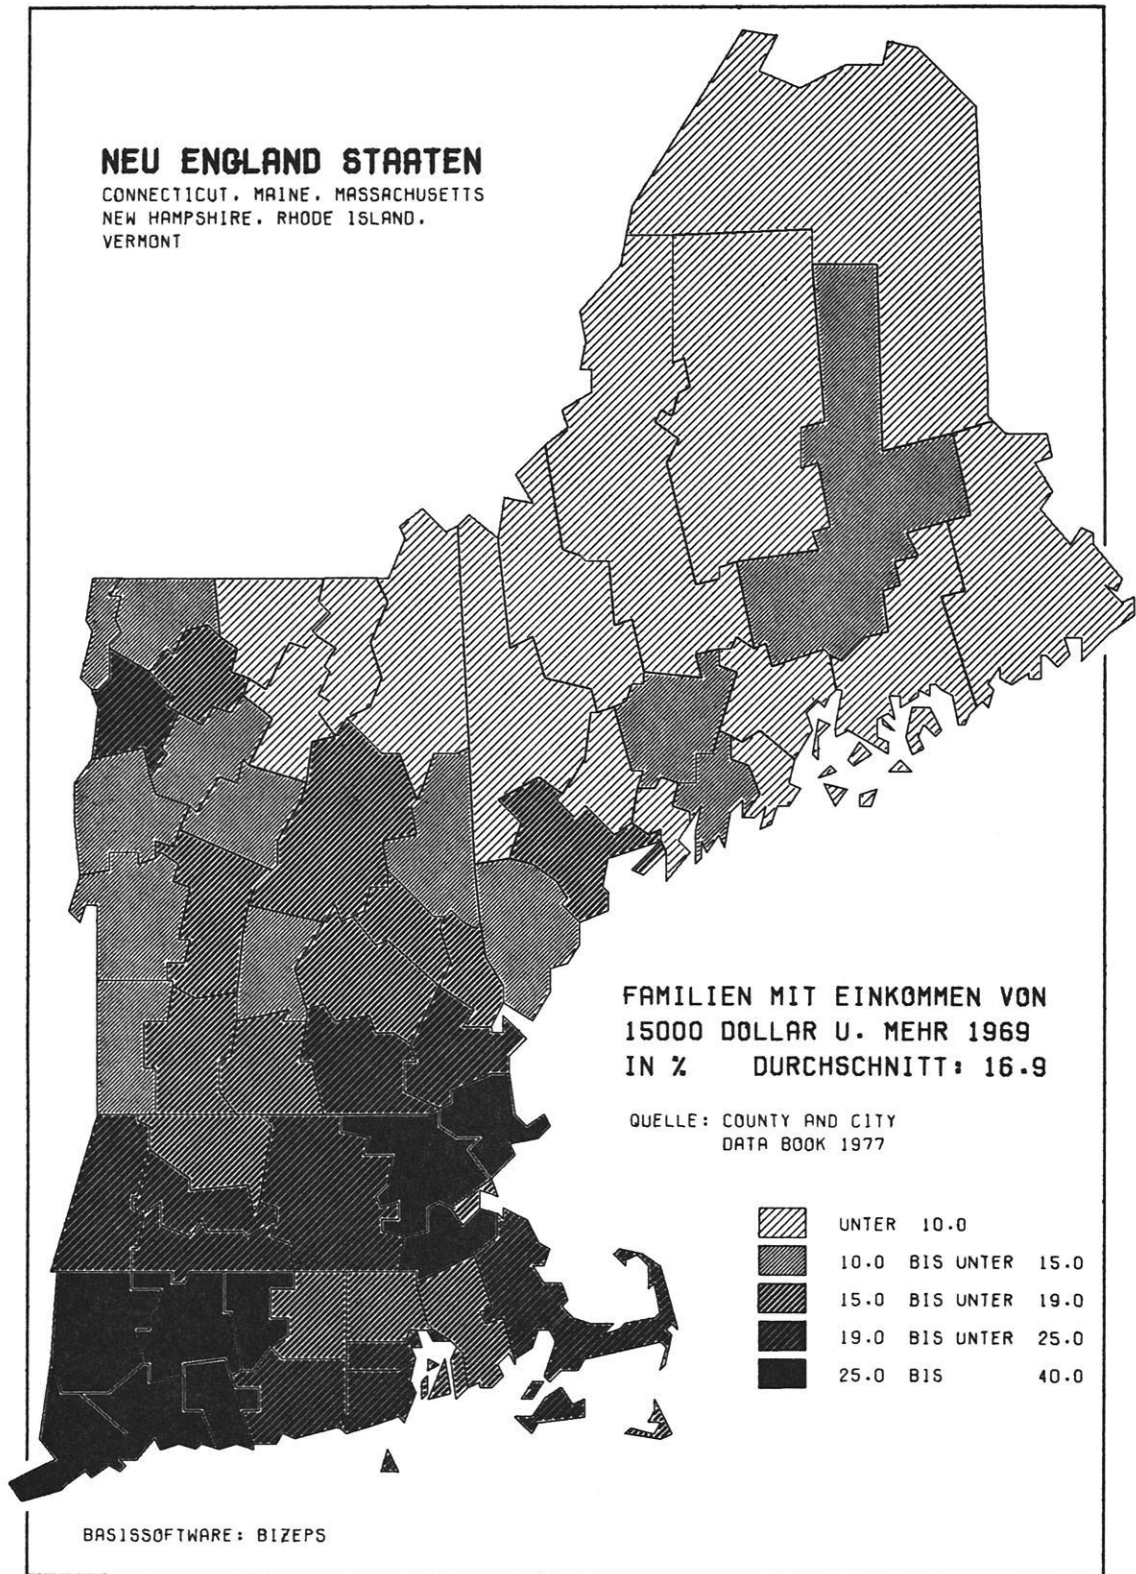 NEU ENGLAND STAATEN
CONNECTICUT, MAINE, MASSACHUSETTS
NEW HAMPSHIRE, RHODE ISLAND,
VERMONT
FAMILIEN MIT EINKOMMEN VON
15000 DOLLAR U. MEHR 1969
IN % DURCHSCHNITT: 16.9
QUELLE: COUNTY AND CITY
DATA BOOK 1977
UNTER 10.0
10.0 BIS UNTER 15.0
15.0 BIS UNTER 19.0
19.0 BIS UNTER 25.0
25.0 BIS 40.0
BASISSOFTWARE: BIZEPS